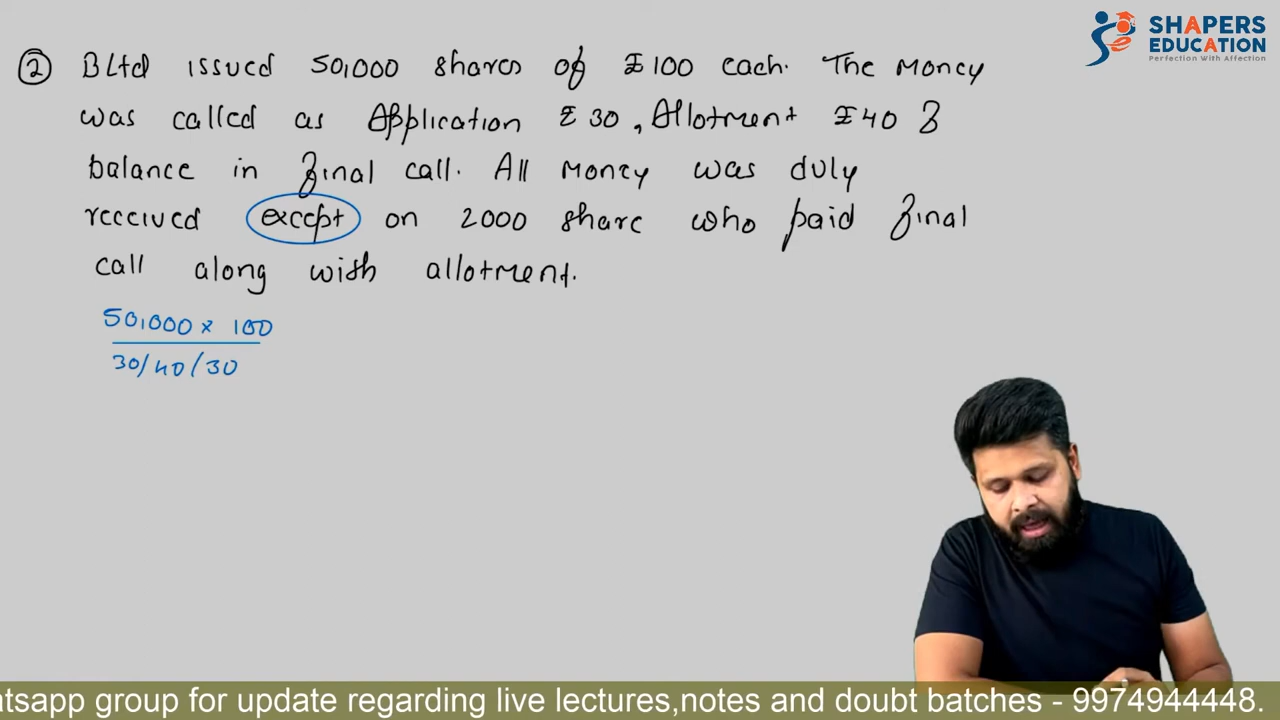 SHAPERS
EDUCATION
Perfection With Affection
② B Ltd issued 50,000 shares of ₹100 each. The money
was called as Application ₹30, Allotment ₹40 &
balance in final call. All money was duly
received except on 2000 share who paid final
call along with allotment.
50,000 × 100
30/40/30
atsapp group for update regarding live lectures,notes and doubt batches - 9974944448.